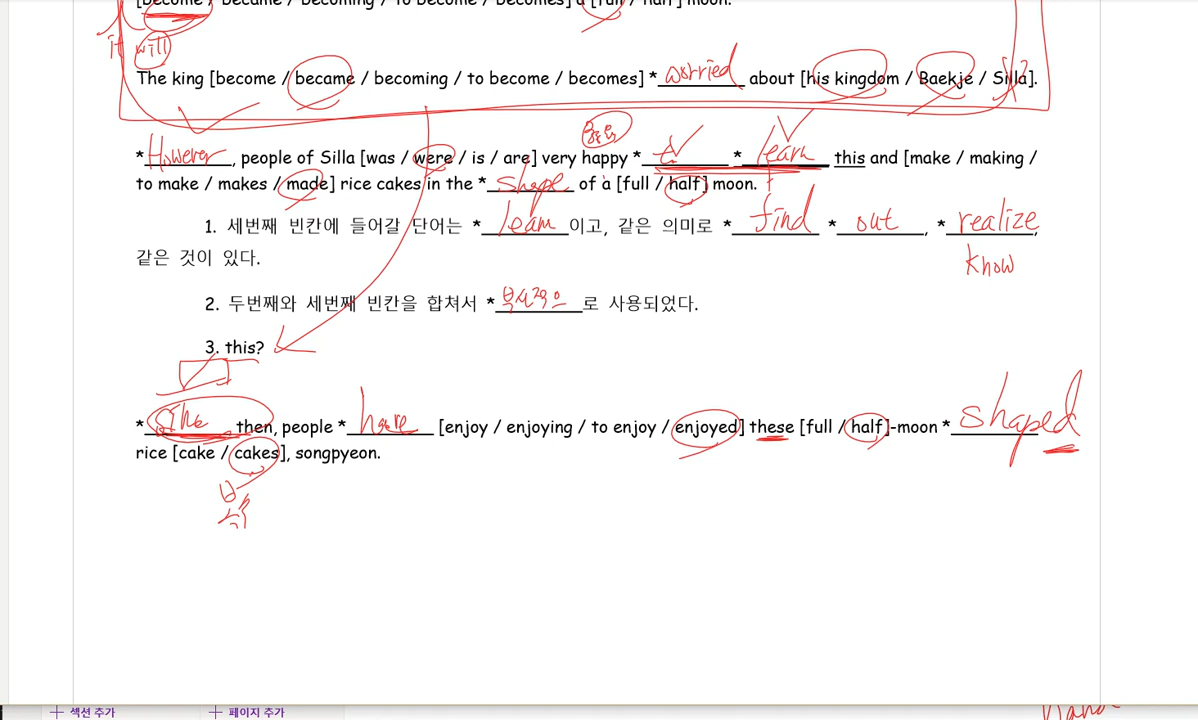 [become / became / becoming / to become / becomes] a [full / half] moon.
it will
The king [become / became / becoming / to become / becomes] * worried about [his kingdom / Baekje / Silla].
*However, people of Silla [was / were / is / are] very happy * to * learn this and [make / making /
to make / makes / made] rice cakes in the * shape of a [full / half] moon.
1. 세번째 빈칸에 들어갈 단어는 * learn 이고, 같은 의미로 * find * out, * realize,
know
같은 것이 있다.
2. 두번째와 세번째 빈칸을 합쳐서 * 부사적으로 사용되었다.
3. this?
* Since then, people * have [enjoy / enjoying / to enjoy / enjoyed] these [full / half]-moon * shaped
rice [cake / cakes], songpyeon.
섹션 추가 페이지 추가